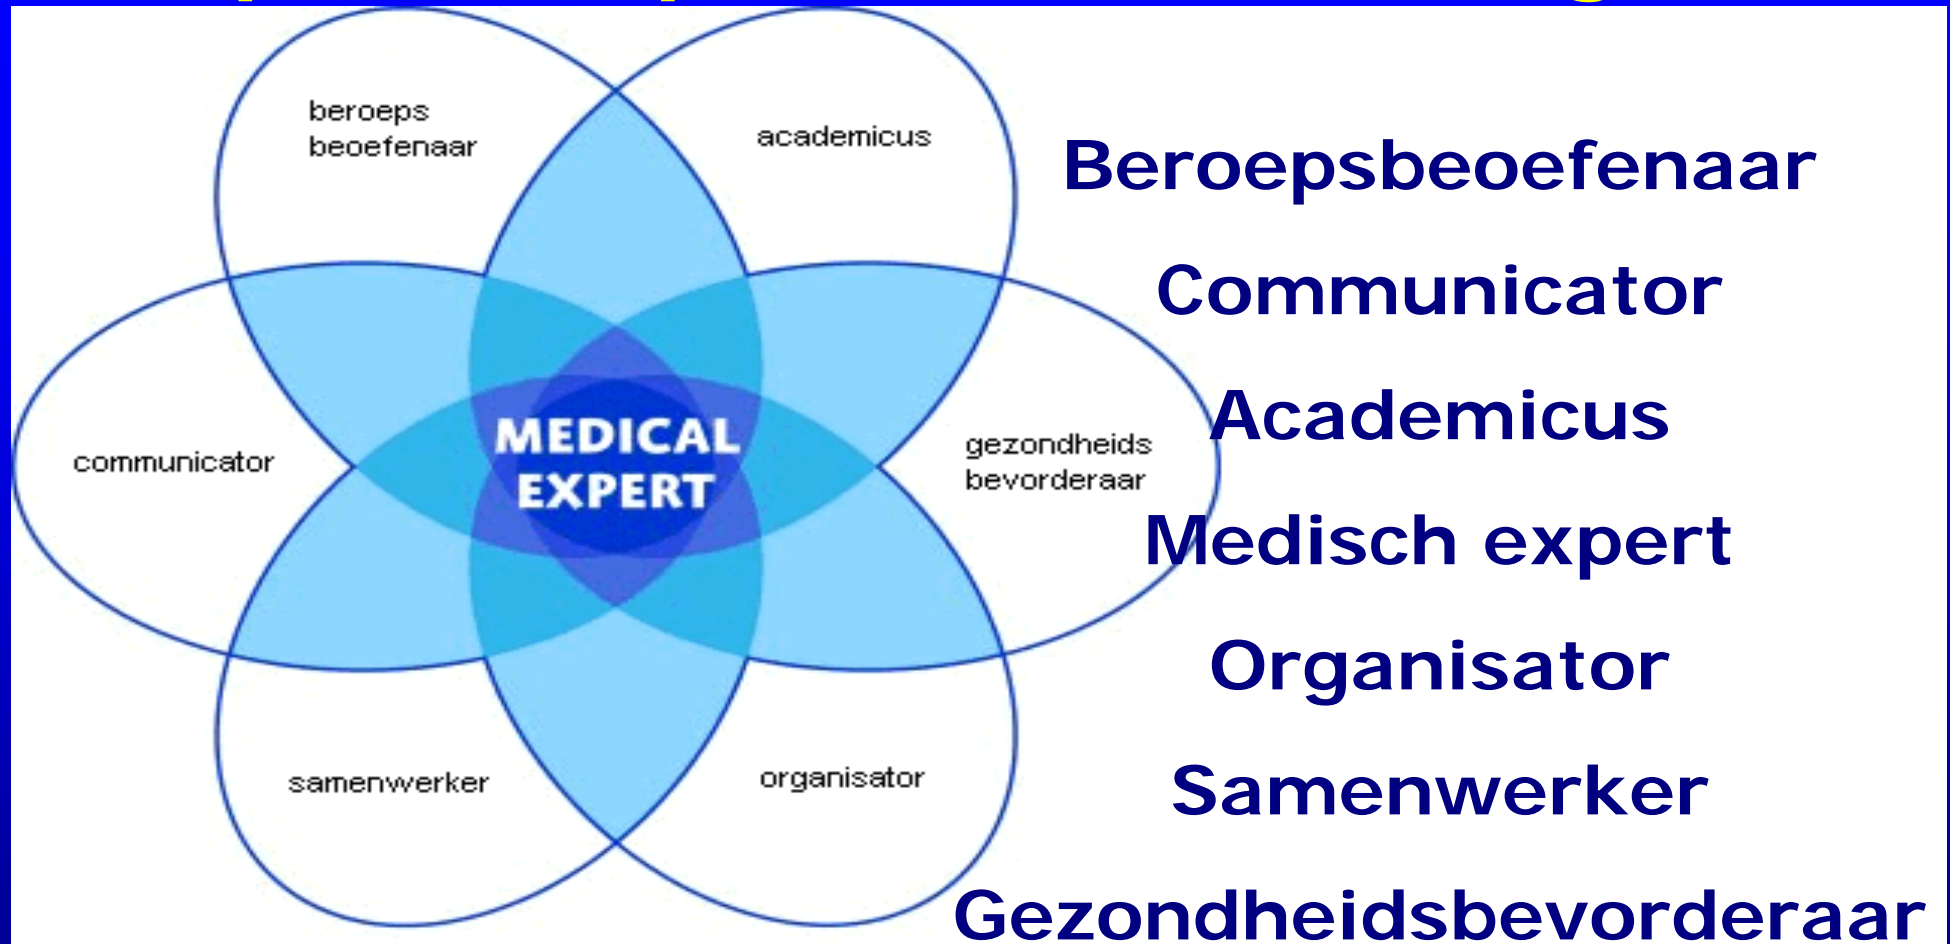 beroeps
beoefenaar
academicus
communicator
MEDICAL
EXPERT
gezondheids
bevorderaar
samenwerker
organisator
Beroepsbeoefenaar
Communicator
Academicus
Medisch expert
Organisator
Samenwerker
Gezondheidsbevorderaar